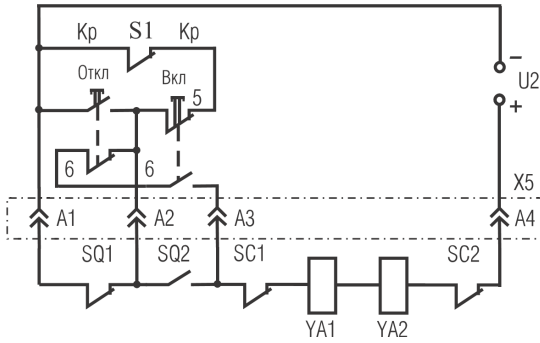 Кр S1 Кр
−
U2
+
Откл
Вкл
5
6 6
X5
A1 A2 A3 A4
SQ1 SQ2 SC1 SC2
YA1 YA2